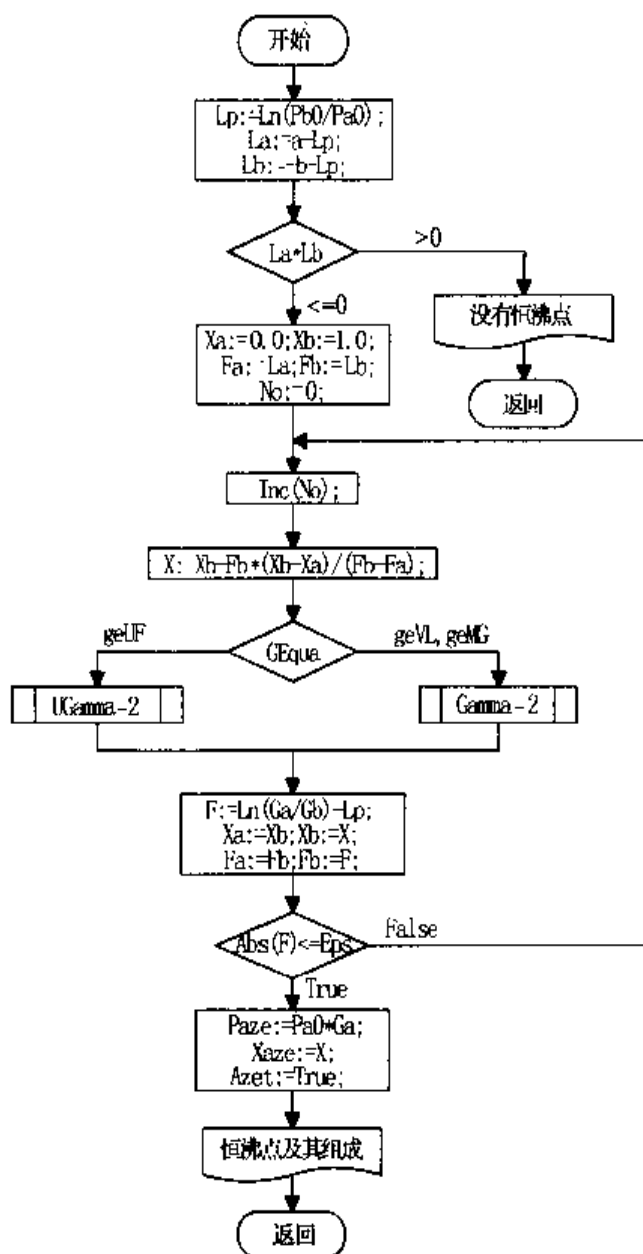 开始
Lp:=Ln(Pb0/Pa0);
La:=a-Lp;
Lb:=-b-Lp;
La*Lb
>0
<=0
没有恒沸点
返回
Xa:=0.0;Xb:=1.0;
Fa:=La;Fb:=Lb;
No:=0;
Inc(No);
X:=Xb-Fb*(Xb-Xa)/(Fb-Fa);
geUF
GEqua
geVL,geMG
UGamma-2
Gamma-2
F:=Ln(Ga/Gb)-Lp;
Xa:=Xb;Xb:=X;
Fa:=Fb;Fb:=F;
Abs(F)<=Eps
False
True
Paze:=Pa0*Ga;
Xaze:=X;
Azet:=True;
恒沸点及其组成
返回